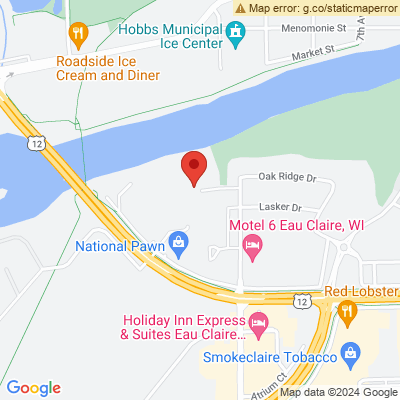 Error: g.co/staticmaperror
Hobbs Municipal
Ice Center
Menomonie St
Market St
7th A
Roadside Ice
Cream and Diner
12
Oak Ridge Dr
Lasker Dr
Motel 6 Eau Claire, WI
National Pawn
12
Red Lobster
Holiday Inn Express
& Suites Eau Claire...
Smokeclaire Tobacco
Atrium Ct
Google
Map data ©2024 Google